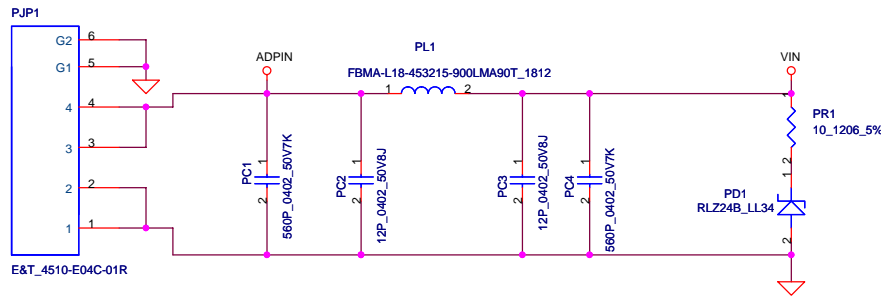 PJP1
G2 6
G1 5
4 4
3 3
2 2
1 1
E&T_4510-E04C-01R
ADPIN
PL1
FBMA-L18-453215-900LMA90T_1812
1 2
VIN
PC1
1
2
560P_0402_50V7K
PC2
1
2
12P_0402_50V8J
PC3
1
2
12P_0402_50V8J
PC4
1
2
560P_0402_50V7K
1
PR1
10_1206_5%
2
1
PD1
RLZ24B_LL34
2